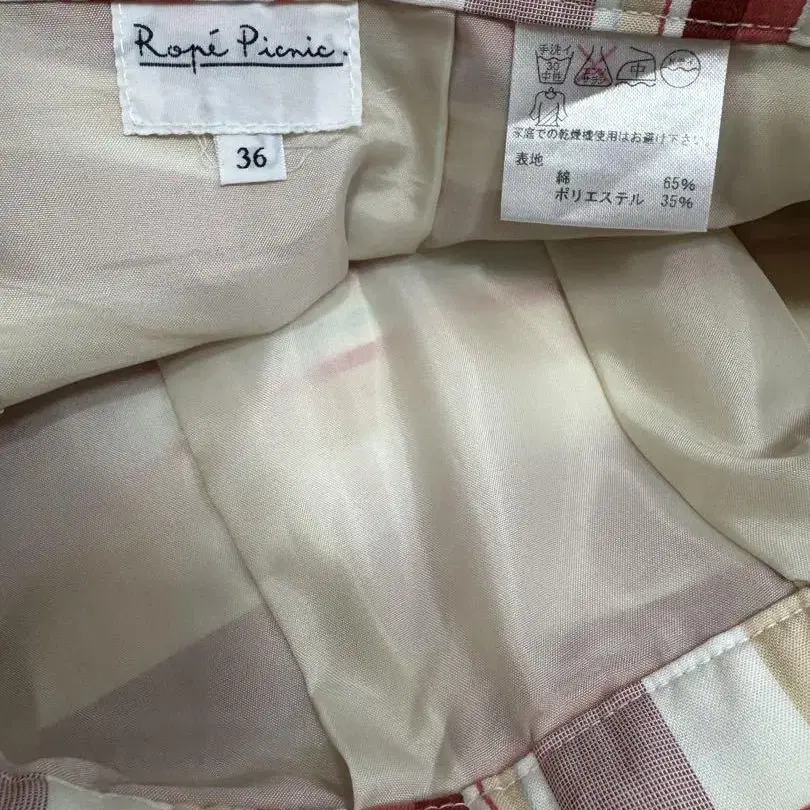 Ropé Picnic.
36
手洗イ
30
中性
中
家庭での乾燥機使用はお避け下さい
表地
綿 65%
ポリエステル 35%